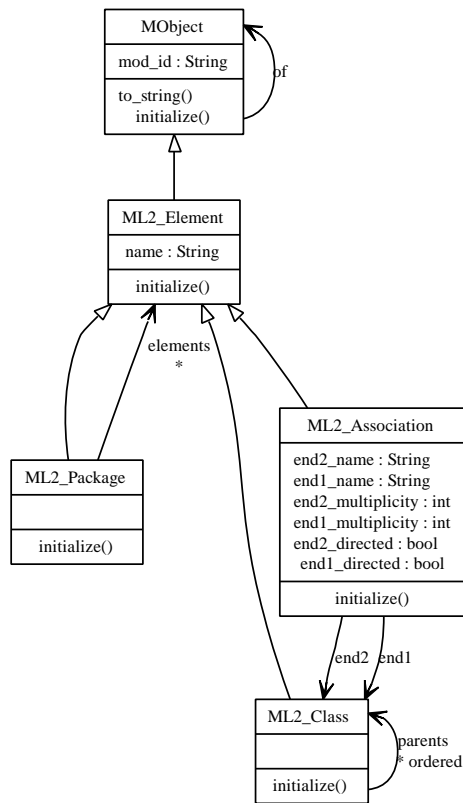 MObject
mod_id : String
to_string()
initialize()
of
ML2_Element
name : String
initialize()
elements
*
ML2_Association
end2_name : String
end1_name : String
end2_multiplicity : int
end1_multiplicity : int
end2_directed : bool
end1_directed : bool
initialize()
ML2_Package
initialize()
end2
end1
ML2_Class
initialize()
parents
* ordered